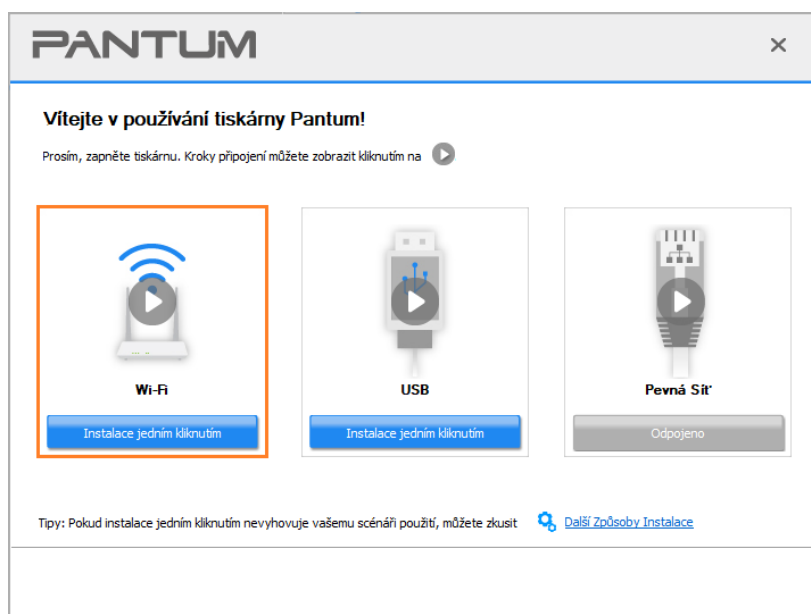 PANTUM
Vítejte v používání tiskárny Pantum!
Prosím, zapněte tiskárnu. Kroky připojení můžete zobrazit kliknutím na
Wi-Fi
USB
Pevná Síť
Instalace jedním kliknutím
Instalace jedním kliknutím
Odpojeno
Tipy: Pokud instalace jedním kliknutím nevyhovuje vašemu scénáři použití, můžete zkusit Další Způsoby Instalace